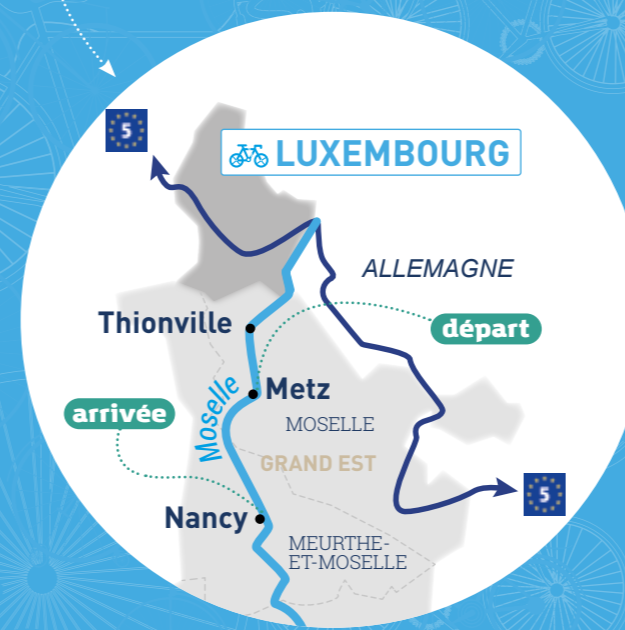 5
LUXEMBOURG
ALLEMAGNE
Thionville
départ
Metz
arrivée
Moselle
MOSELLE
GRAND EST
5
Nancy
MEURTHE-
ET-MOSELLE